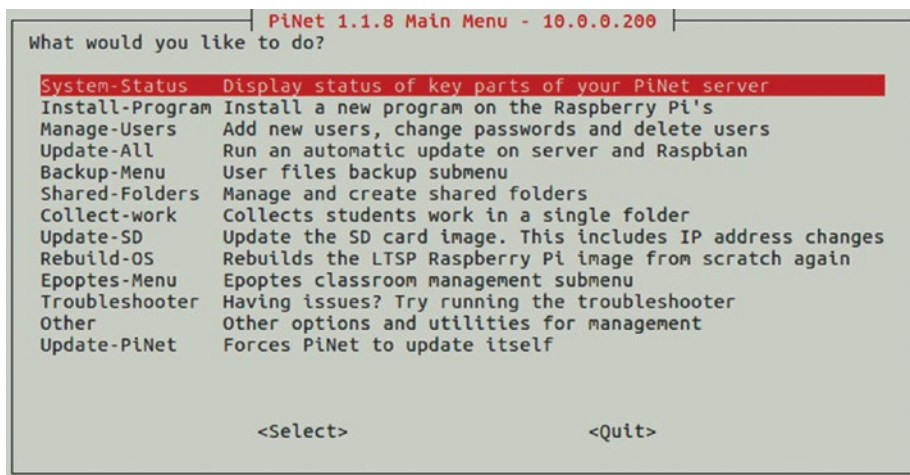 PiNet 1.1.8 Main Menu - 10.0.0.200
What would you like to do?
System-Status Display status of key parts of your PiNet server
Install-Program Install a new program on the Raspberry Pi's
Manage-Users Add new users, change passwords and delete users
Update-All Run an automatic update on server and Raspbian
Backup-Menu User files backup submenu
Shared-Folders Manage and create shared folders
Collect-work Collects students work in a single folder
Update-SD Update the SD card image. This includes IP address changes
Rebuild-OS Rebuilds the LTSP Raspberry Pi image from scratch again
Epoptes-Menu Epoptes classroom management submenu
Troubleshooter Having issues? Try running the troubleshooter
Other Other options and utilities for management
Update-PiNet Forces PiNet to update itself
<Select> <Quit>